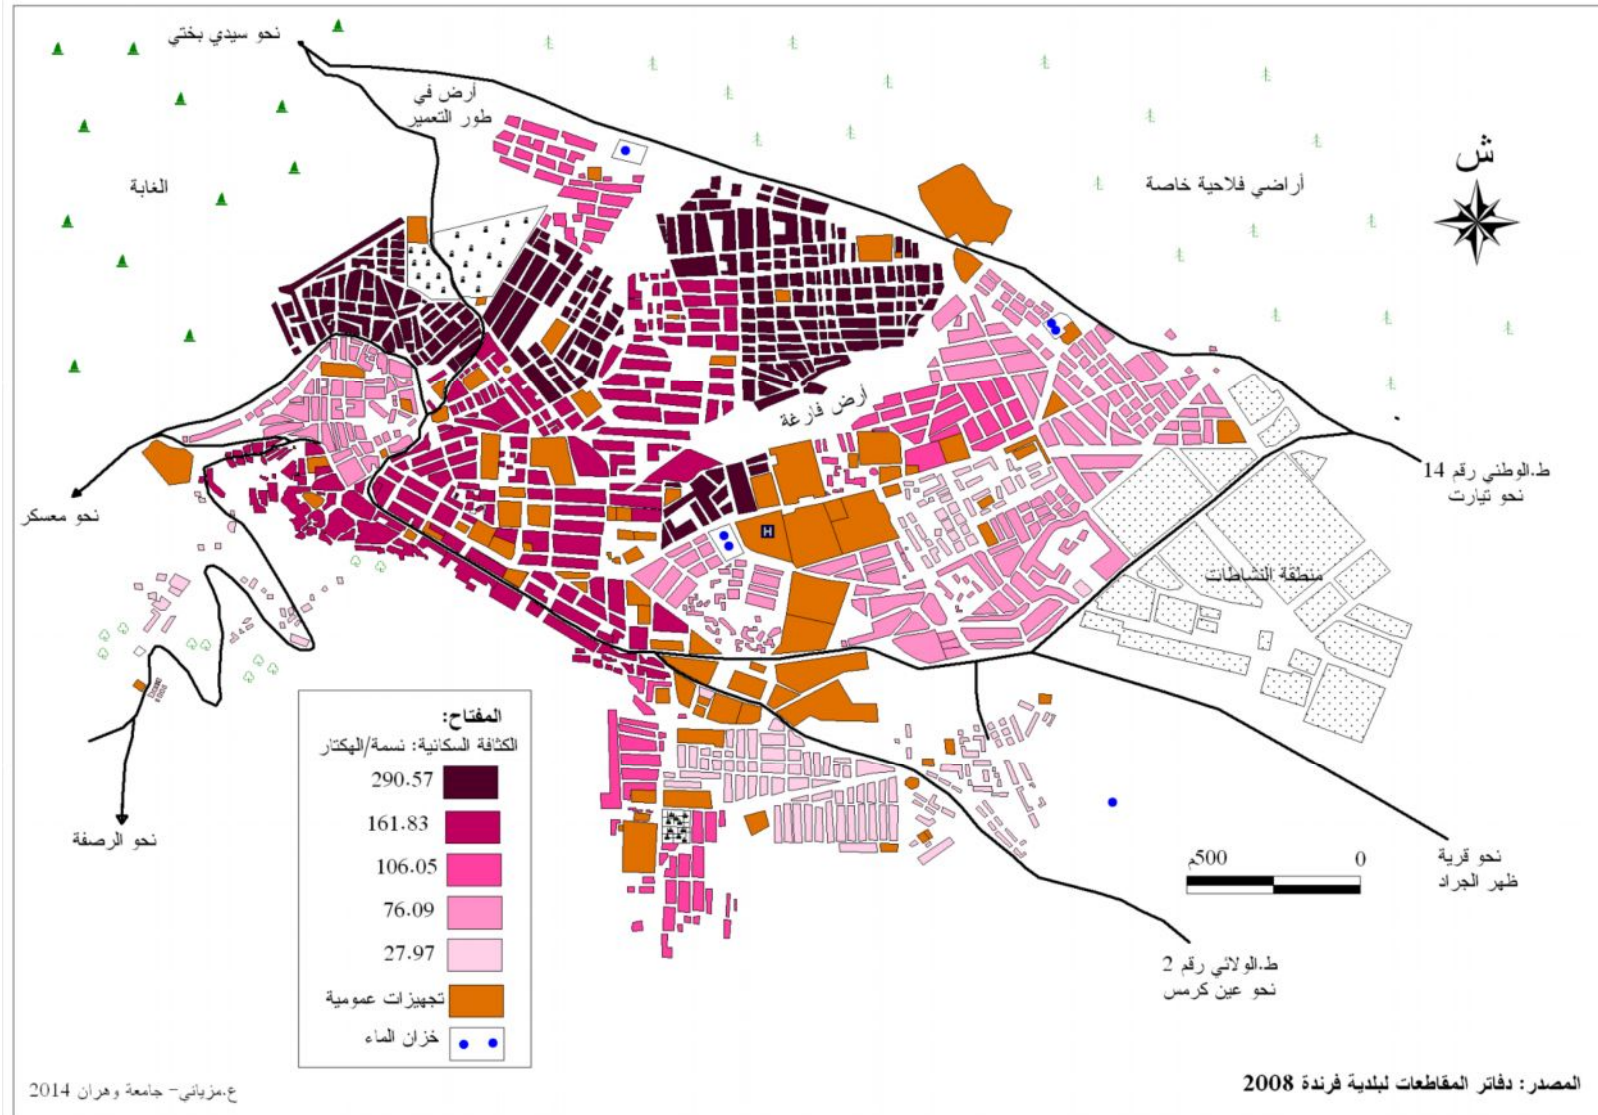 نحو سيدي بختي
أرض في
طور التعمير
الغابة
أراضي فلاحية خاصة
ش
أرض فارغة
ط.الوطني رقم 14
نحو تيارت
نحو معسكر
منطقة النشاطات
H
المفتاح:
الكثافة السكانية: نسمة/الهكتار
290.57
161.83
106.05
76.09
27.97
تجهيزات عمومية
خزان الماء
نحو الرصفة
500م 0
نحو قرية
ظهر الجراد
ط.الولائي رقم 2
نحو عين كرمس
المصدر: دفاتر المقاطعات لبلدية فرندة 2008
ع.مزياني- جامعة وهران 2014